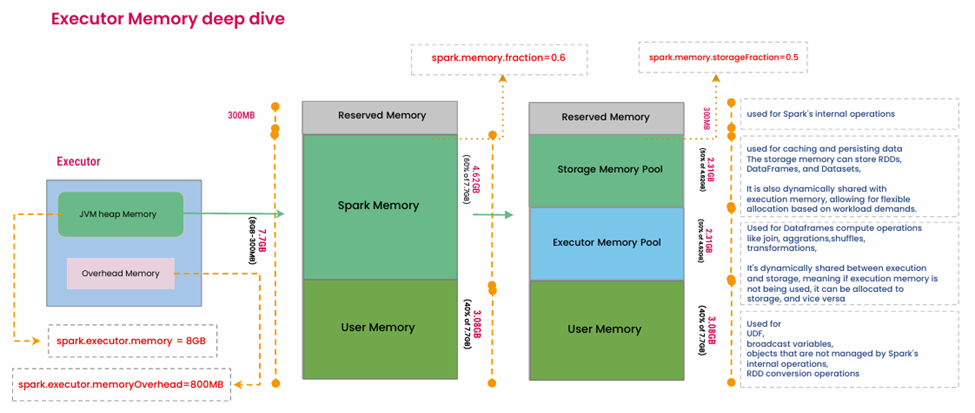 Executor Memory deep dive
spark.memory.fraction=0.6
spark.memory.storageFraction=0.5
300MB
Reserved Memory
Reserved Memory
300MB
used for Spark's internal operations
Executor
JVM heap Memory
Overhead Memory
7.7GB
(8GB-300MB)
Spark Memory
4.62GB
(60% of 7.7GB)
Storage Memory Pool
2.31GB
(50% of 4.62GB)
used for caching and persisting data
The storage memory can store RDDs,
DataFrames, and Datasets,
It is also dynamically shared with
execution memory, allowing for flexible
allocation based on workload demands.
Executor Memory Pool
2.31GB
(50% of 4.62GB)
Used for Dataframes compute operations
like join, aggrations,shuffles,
transformations,
It's dynamically shared between execution
and storage, meaning if execution memory is
not being used, it can be allocated to
storage, and vice versa
User Memory
3.08GB
(40% of 7.7GB)
User Memory
3.08GB
(40% of 7.7GB)
Used for
UDF,
broadcast variables,
objects that are not managed by Spark's
internal operations,
RDD conversion operations
spark.executor.memory = 8GB
spark.executor.memoryOverhead=800MB